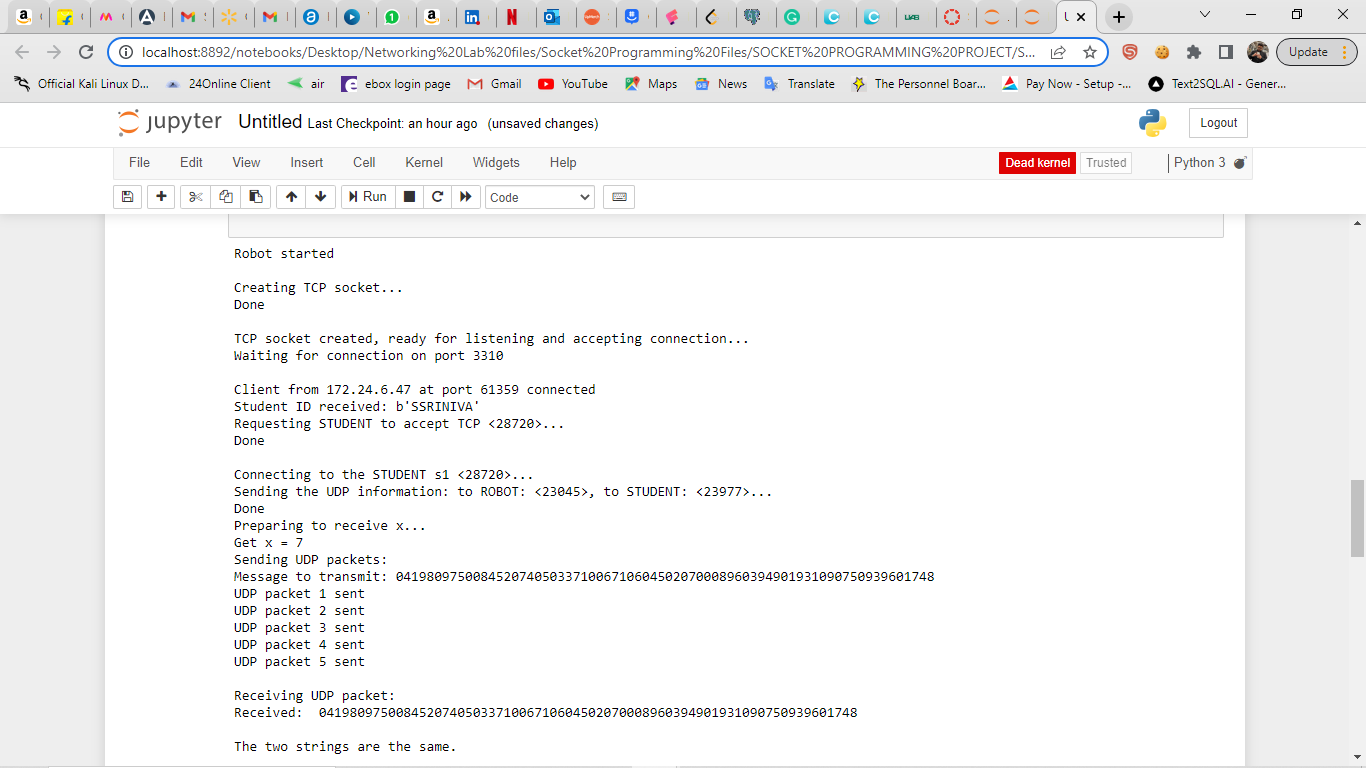 localhost:8892/notebooks/Desktop/Networking%20Lab%20files/Socket%20Programming%20Files/SOCKET%20PROGRAMMING%20PROJECT/S...
Update
Official Kali Linux D...
24Online Client
air
ebox login page
Gmail
YouTube
Maps
News
Translate
The Personnel Boar...
Pay Now - Setup -...
Text2SQL.AI - Gener...
jupyter Untitled Last Checkpoint: an hour ago (unsaved changes)
Logout
File Edit View Insert Cell Kernel Widgets Help
Dead kernel
Trusted
Python 3
Run
Code
Robot started
Creating TCP socket...
Done
TCP socket created, ready for listening and accepting connection...
Waiting for connection on port 3310
Client from 172.24.6.47 at port 61359 connected
Student ID received: b'SSRINIVA'
Requesting STUDENT to accept TCP <28720>...
Done
Connecting to the STUDENT s1 <28720>...
Sending the UDP information: to ROBOT: <23045>, to STUDENT: <23977>...
Done
Preparing to receive x...
Get x = 7
Sending UDP packets:
Message to transmit: 0419809750084520740503371006710604502070008960394901931090750939601748
UDP packet 1 sent
UDP packet 2 sent
UDP packet 3 sent
UDP packet 4 sent
UDP packet 5 sent
Receiving UDP packet:
Received:  0419809750084520740503371006710604502070008960394901931090750939601748
The two strings are the same.